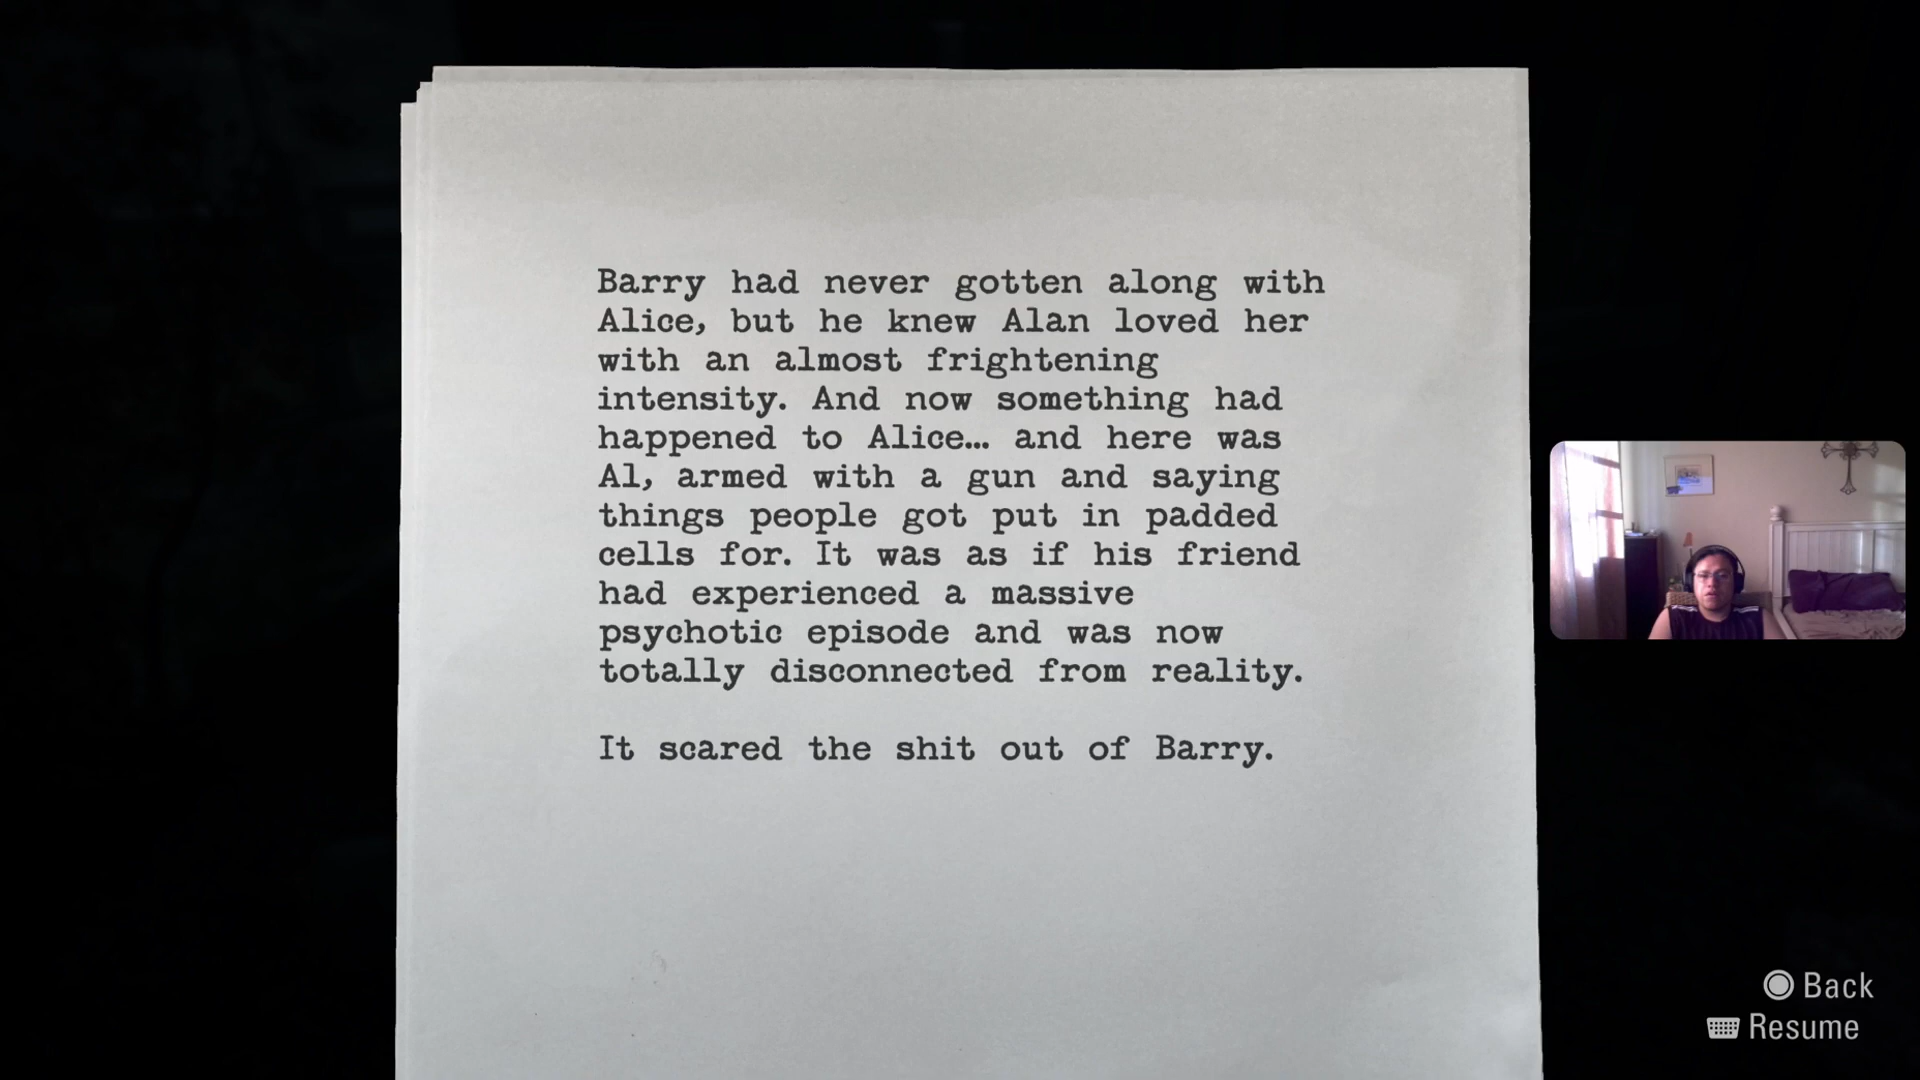 Barry had never gotten along with
Alice, but he knew Alan loved her
with an almost frightening
intensity. And now something had
happened to Alice… and here was
Al, armed with a gun and saying
things people got put in padded
cells for. It was as if his friend
had experienced a massive
psychotic episode and was now
totally disconnected from reality.
It scared the shit out of Barry.
Back
Resume